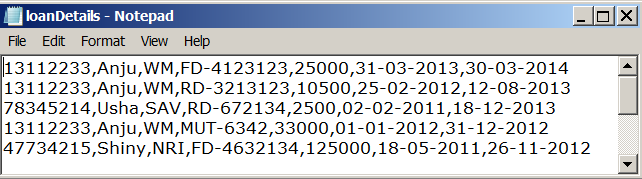 loanDetails - Notepad
File Edit Format View Help
13112233,Anju,WM,FD-4123123,25000,31-03-2013,30-03-2014
13112233,Anju,WM,RD-3213123,10500,25-02-2012,12-08-2013
78345214,Usha,SAV,RD-672134,2500,02-02-2011,18-12-2013
13112233,Anju,WM,MUT-6342,33000,01-01-2012,31-12-2012
47734215,Shiny,NRI,FD-4632134,125000,18-05-2011,26-11-2012